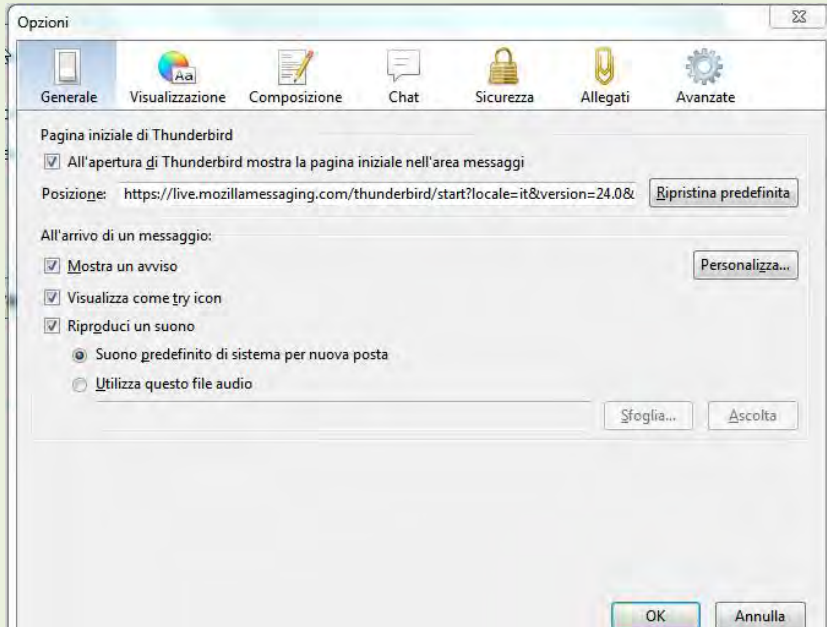 Opzioni
Generale Visualizzazione Composizione Chat Sicurezza Allegati Avanzate
Pagina iniziale di Thunderbird
All'apertura di Thunderbird mostra la pagina iniziale nell'area messaggi
Posizione: https://live.mozillamessaging.com/thunderbird/start?locale=it&version=24.0& Ripristina predefinita
All'arrivo di un messaggio:
Mostra un avviso Personalizza...
Visualizza come try icon
Riproduci un suono
Suono predefinito di sistema per nuova posta
Utilizza questo file audio
Sfoglia... Ascolta
OK Annulla